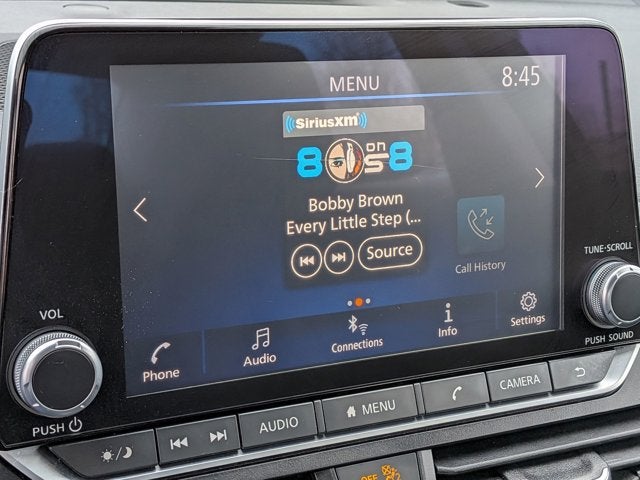 MENU
8:45
SiriusXM
80s on 8
Bobby Brown
Every Little Step (...
Source
Call History
TUNE·SCROLL
VOL
Phone
Audio
Connections
Info
Settings
PUSH SOUND
PUSH
AUDIO
MENU
CAMERA
OFF